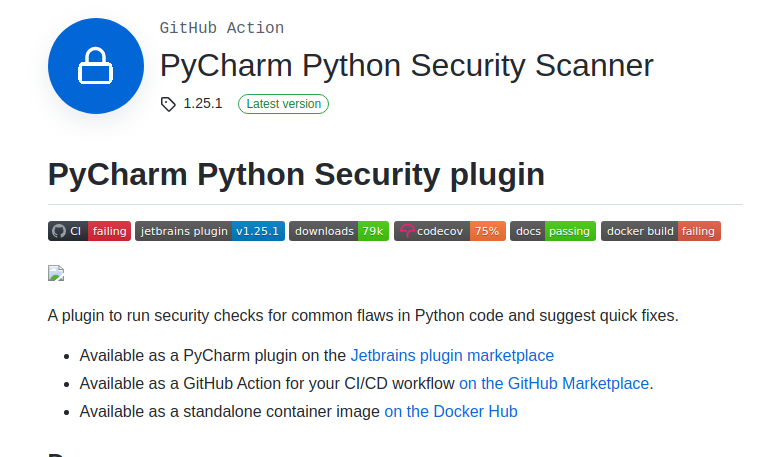 GitHub Action
PyCharm Python Security Scanner
1.25.1 Latest version
PyCharm Python Security plugin
CI failing jetbrains plugin v1.25.1 downloads 79k codecov 75% docs passing docker build failing
A plugin to run security checks for common flaws in Python code and suggest quick fixes.
Available as a PyCharm plugin on the Jetbrains plugin marketplace
Available as a GitHub Action for your CI/CD workflow on the GitHub Marketplace.
Available as a standalone container image on the Docker Hub